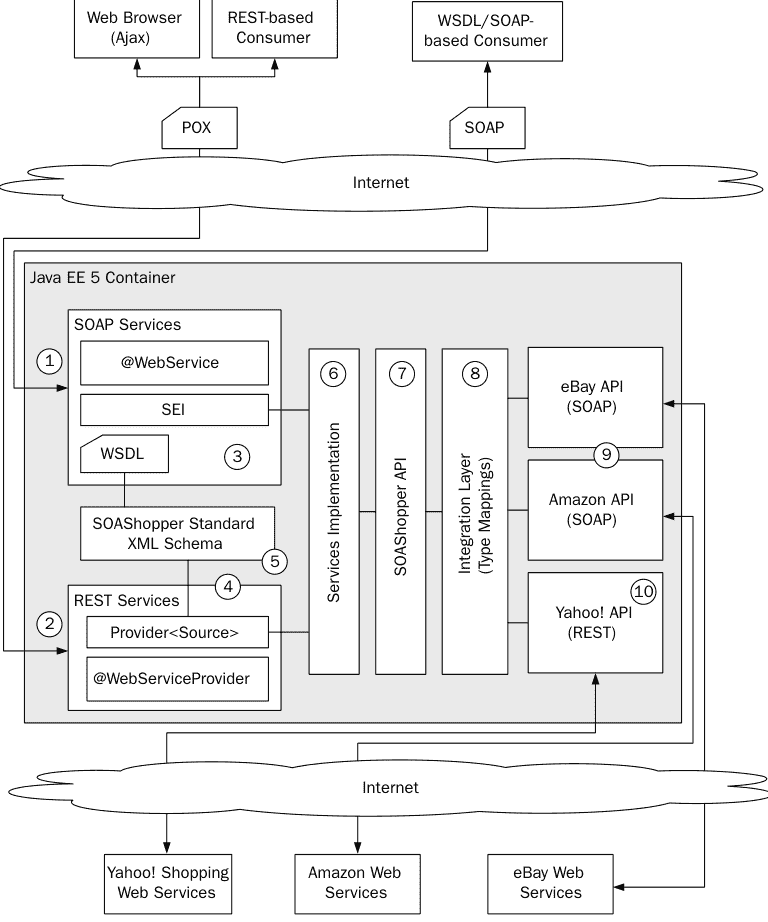 Web Browser
(Ajax)
REST-based
Consumer
WSDL/SOAP-
based Consumer
POX
SOAP
Internet
Java EE 5 Container
SOAP Services
1
@WebService
SEI
WSDL
3
SOAShopper Standard
XML Schema
5
4
REST Services
2
Provider<Source>
@WebServiceProvider
6
Services Implementation
7
SOAShopper API
8
Integration Layer
(Type Mappings)
eBay API
(SOAP)
9
Amazon API
(SOAP)
10
Yahoo! API
(REST)
Internet
Yahoo! Shopping
Web Services
Amazon Web
Services
eBay Web
Services